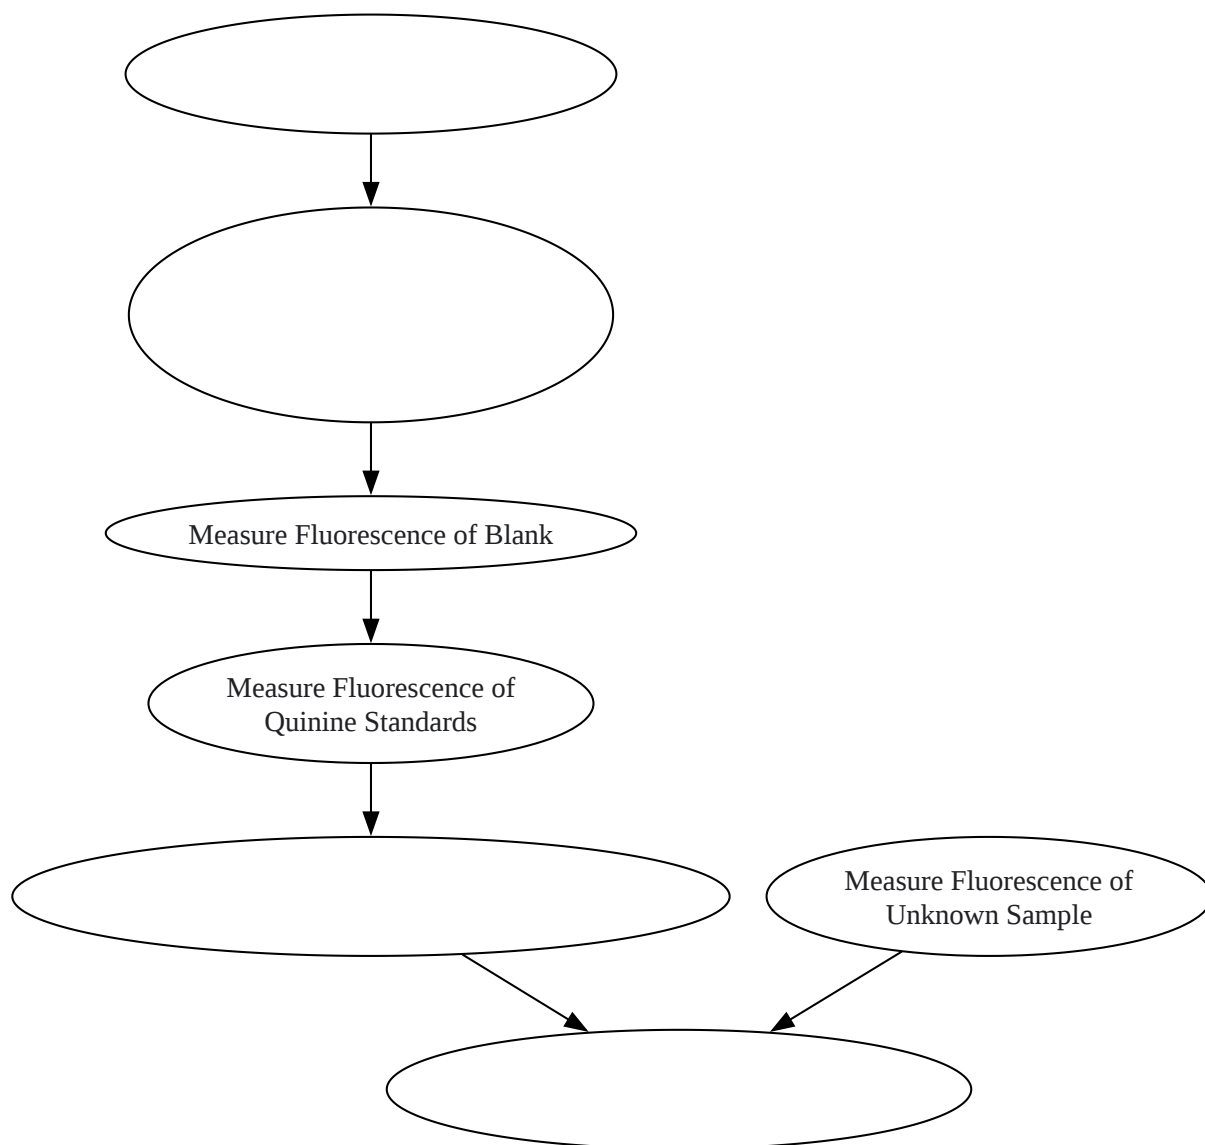 Measure Fluorescence of Blank
Measure Fluorescence of
Quinine Standards
Measure Fluorescence of
Unknown Sample